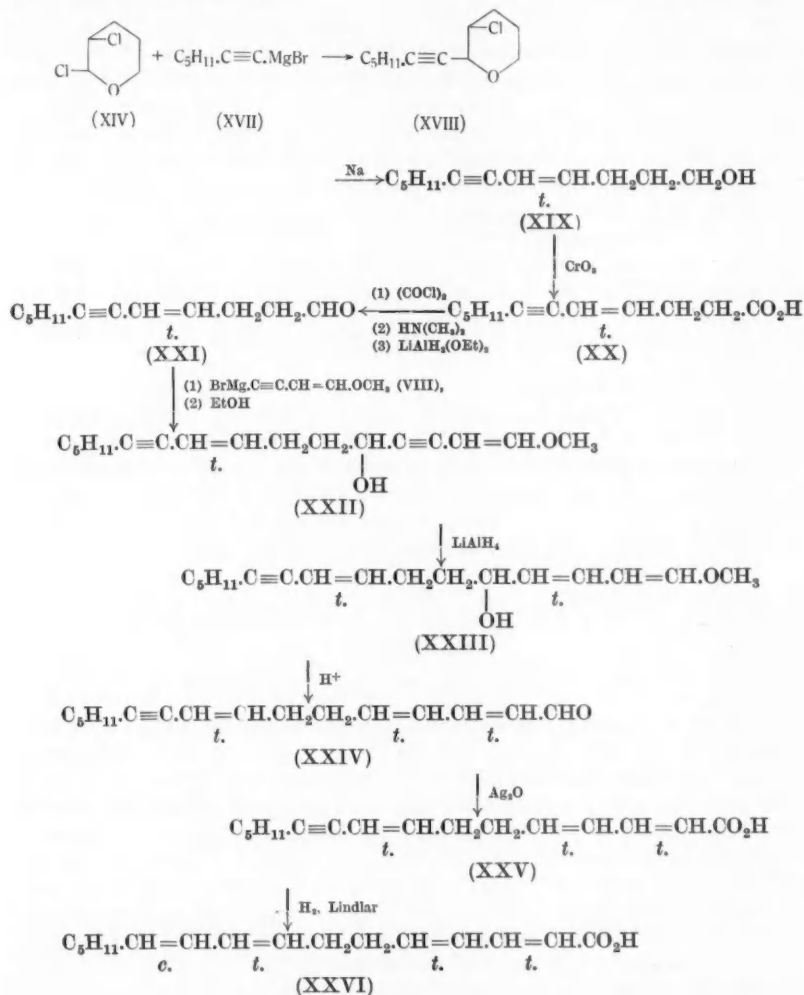 Cl Cl O + C₅H₁₁.C≡C.MgBr → C₅H₁₁.C≡C Cl O
(XIV) (XVII) (XVIII)
Na → C₅H₁₁.C≡C.CH=CH.CH₂CH₂.CH₂OH
t.
(XIX)
CrO₃
C₅H₁₁.C≡C.CH=CH.CH₂CH₂.CHO ← (1) (COCl)₂ C₅H₁₁.C≡C.CH=CH.CH₂CH₂.CO₂H
t. (2) HN(CH₃)₂ t.
(XXI) (3) LiAlH₂(OEt)₂ (XX)
(1) BrMg.C≡C.CH=CH.OCH₃ (VIII),
(2) EtOH
C₅H₁₁.C≡C.CH=CH.CH₂CH₂.CH.C≡C.CH=CH.OCH₃
t. OH
(XXII)
LiAlH₄
C₅H₁₁.C≡C.CH=CH.CH₂CH₂.CH.CH=CH.CH=CH.OCH₃
t. OH t.
(XXIII)
H⁺
C₅H₁₁.C≡C.CH=CH.CH₂CH₂.CH=CH.CH=CH.CHO
t. t. t.
(XXIV)
Ag₂O
C₅H₁₁.C≡C.CH=CH.CH₂CH₂.CH=CH.CH=CH.CO₂H
t. t. t.
(XXV)
H₂, Lindlar
C₅H₁₁.CH=CH.CH=CH.CH₂CH₂.CH=CH.CH=CH.CO₂H
c. t. t. t.
(XXVI)